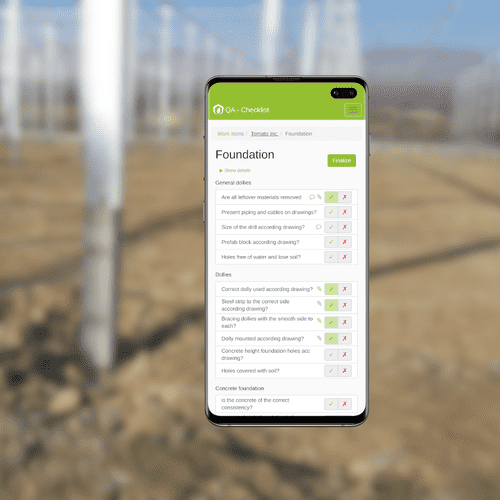 QA - Checklist
Work items / Tomato Inc. / Foundation
Foundation
Finalize
▶ Show details
General dollies
Are all leftover materials removed
Present piping and cables on drawings?
Size of the drill according drawing?
Prefab block according drawing?
Holes free of water and lose soil?
Dollies
Correct dolly used according drawing?
Steel strip to the correct side
according drawing?
Bracing dollies with the smooth side to
each?
Dolly mounted according drawing?
Concrete height foundation holes acc
drawing?
Holes covered with soil?
Concrete foundation
Is the concrete of the correct
consistency?